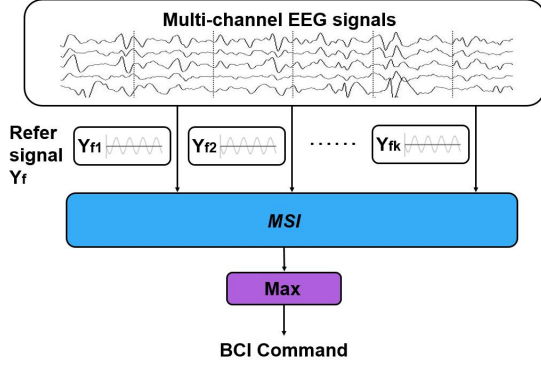 Multi-channel EEG signals
Refer
signal
Yf
Yf1
Yf2
......
Yfk
MSI
Max
BCI Command